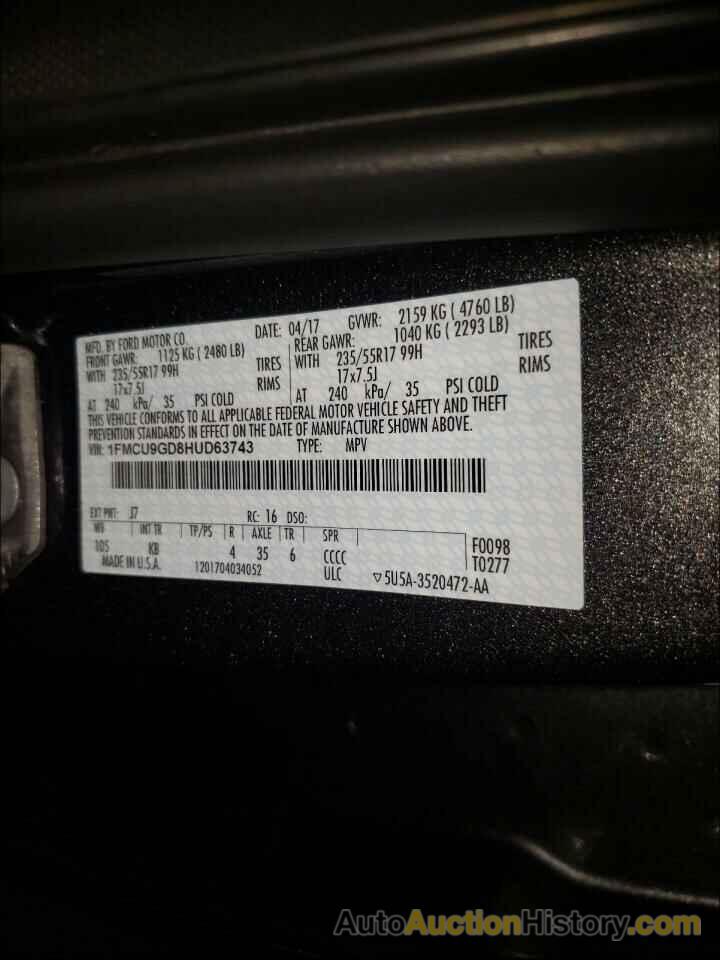 MFD. BY FORD MOTOR CO. DATE: 04/17 GVWR: 2159 KG ( 4760 LB)
FRONT GAWR: 1125 KG ( 2480 LB) REAR GAWR: 1040 KG ( 2293 LB)
WITH 235/55R17 99H TIRES WITH 235/55R17 99H TIRES
17x7.5J RIMS 17x7.5J RIMS
AT 240 kPa/ 35 PSI COLD AT 240 kPa/ 35 PSI COLD
THIS VEHICLE CONFORMS TO ALL APPLICABLE FEDERAL MOTOR VEHICLE SAFETY AND THEFT
PREVENTION STANDARDS IN EFFECT ON THE DATE OF MANUFACTURE SHOWN ABOVE.
VIN: 1FMCU9GD8HUD63743 TYPE: MPV
EXT PNT: J7 RC: 16 DSO:
WB INT TR TP/PS R AXLE TR SPR
105 KB 4 35 6 CCCC F0098
MADE IN U.S.A. 1201704034052 ULC T0277
▽5U5A-3520472-AA
AutoAuctionHistory.com